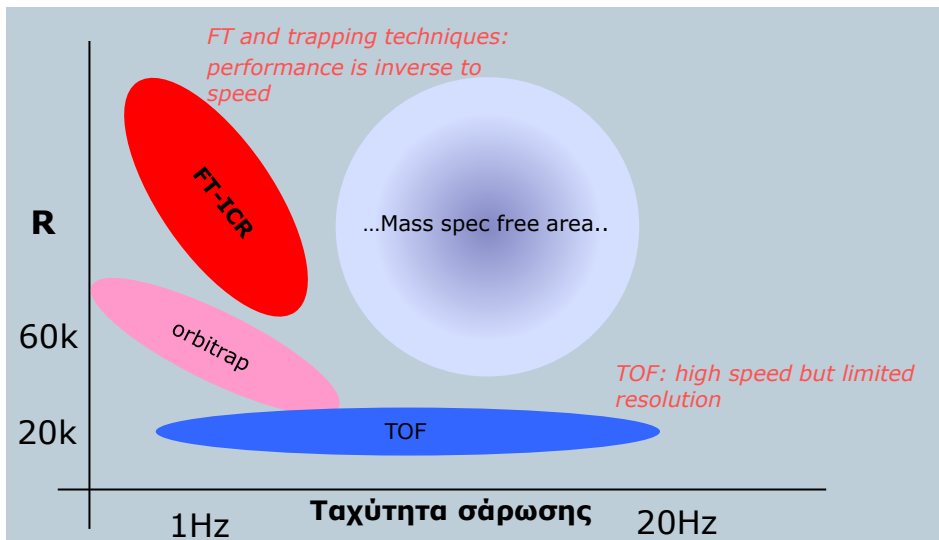 FT and trapping techniques:
performance is inverse to
speed
FT-ICR
R
...Mass spec free area..
60k
orbitrap
TOF: high speed but limited
resolution
20k
TOF
1Hz
Ταχύτητα σάρωσης
20Hz